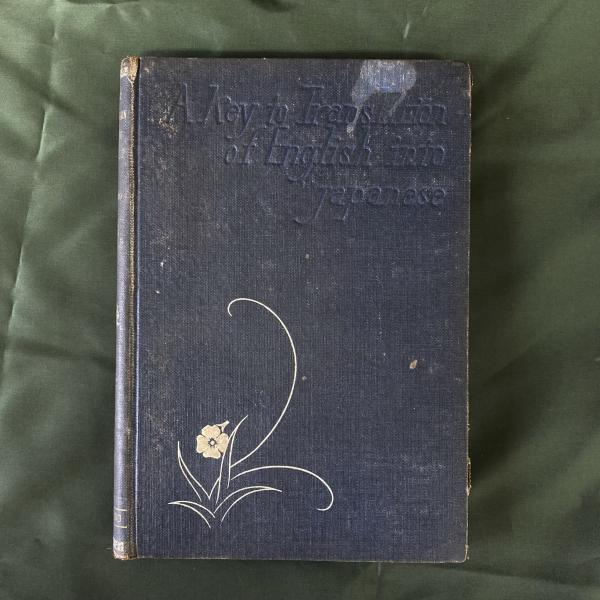 A Key to Translation
of English into
Japanese